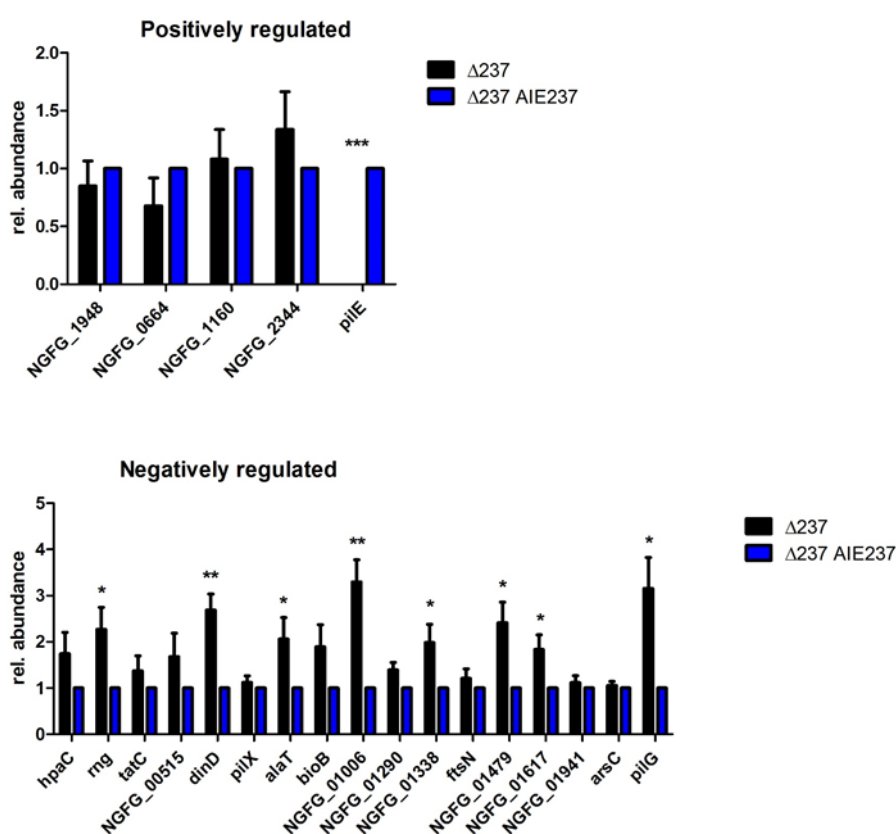 Positively regulated
2.0
1.5
1.0
0.5
0.0
rel. abundance
***
NGFG_1948
NGFG_0664
NGFG_1160
NGFG_2344
pilE
Δ237
Δ237 AIE237
Negatively regulated
5
4
3
2
1
0
rel. abundance
*
**
*
**
*
*
*
*
hpaC
rng
tatC
NGFG_00515
dinD
pilX
alaT
bioB
NGFG_01006
NGFG_01290
NGFG_01338
ftsN
NGFG_01479
NGFG_01617
NGFG_01941
arsC
pilG
Δ237
Δ237 AIE237